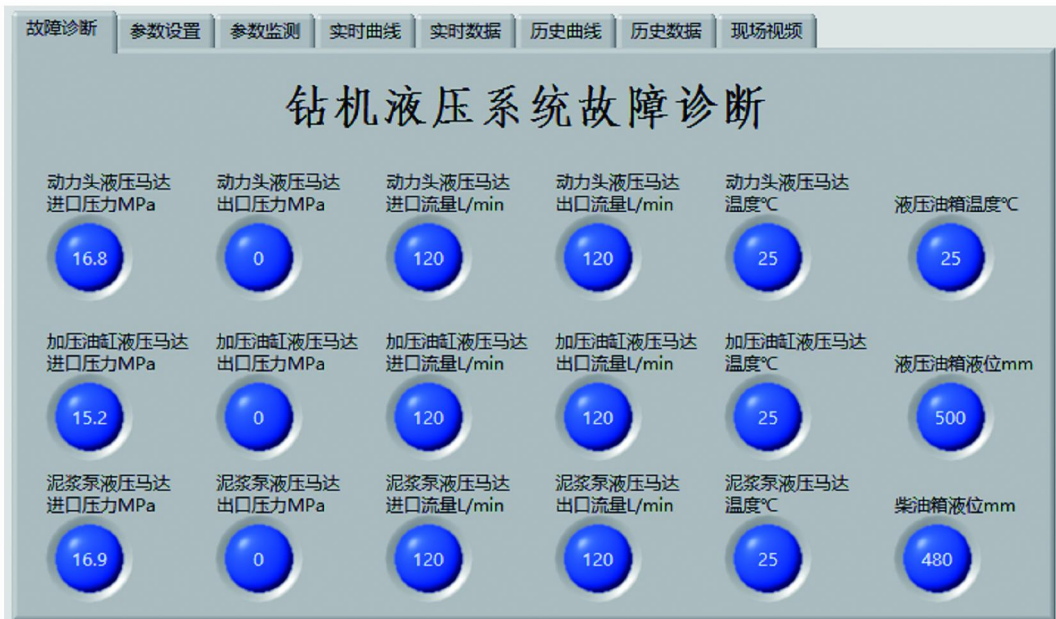 故障诊断 参数设置 参数监测 实时曲线 实时数据 历史曲线 历史数据 现场视频
钻机液压系统故障诊断
动力头液压马达 动力头液压马达 动力头液压马达 动力头液压马达 动力头液压马达
进口压力MPa 出口压力MPa 进口流量L/min 出口流量L/min 温度℃ 液压油箱温度℃
16.8 0 120 120 25 25
加压油缸液压马达 加压油缸液压马达 加压油缸液压马达 加压油缸液压马达 加压油缸液压马达
进口压力MPa 出口压力MPa 进口流量L/min 出口流量L/min 温度℃ 液压油箱液位mm
15.2 0 120 120 25 500
泥浆泵液压马达 泥浆泵液压马达 泥浆泵液压马达 泥浆泵液压马达 泥浆泵液压马达
进口压力MPa 出口压力MPa 进口流量L/min 出口流量L/min 温度℃ 柴油箱液位mm
16.9 0 120 120 25 480